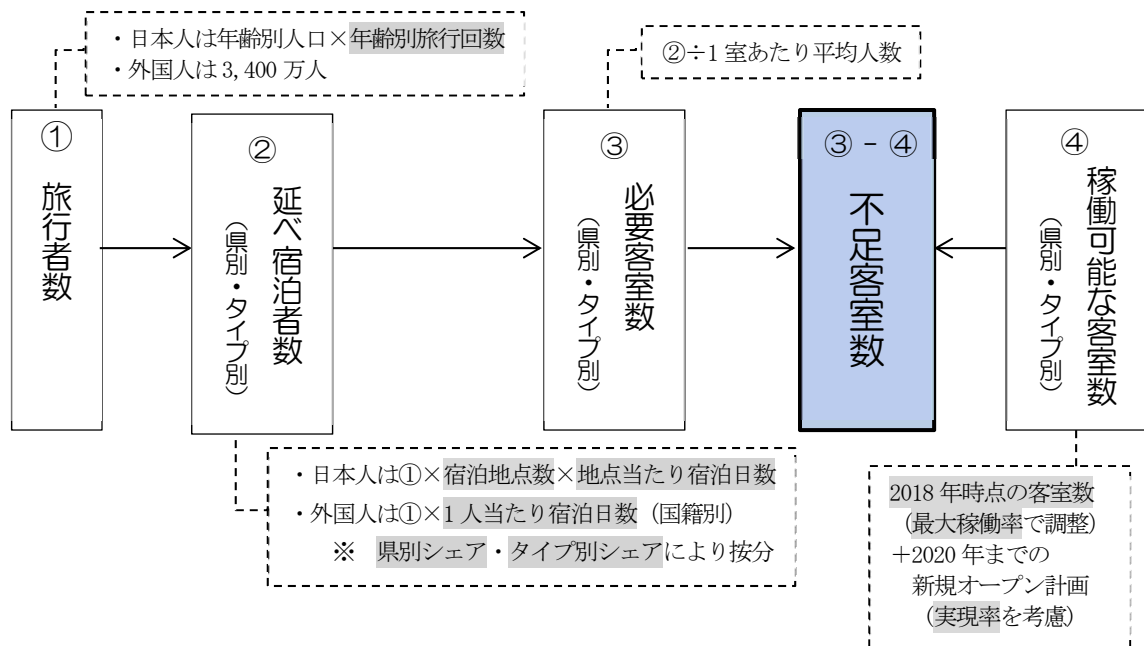 ・日本人は年齢別人口×年齢別旅行回数
・外国人は3,400万人
②÷1室あたり平均人数
①
旅行者数
②
延べ宿泊者数
(県別・タイプ別)
③
必要客室数
(県別・タイプ別)
③-④
不足客室数
④
稼働可能な客室数
(県別・タイプ別)
・日本人は①×宿泊地点数×地点当たり宿泊日数
・外国人は①×1人当たり宿泊日数(国籍別)
※ 県別シェア・タイプ別シェアにより按分
2018年時点の客室数
(最大稼働率で調整)
+2020年までの
新規オープン計画
(実現率を考慮)